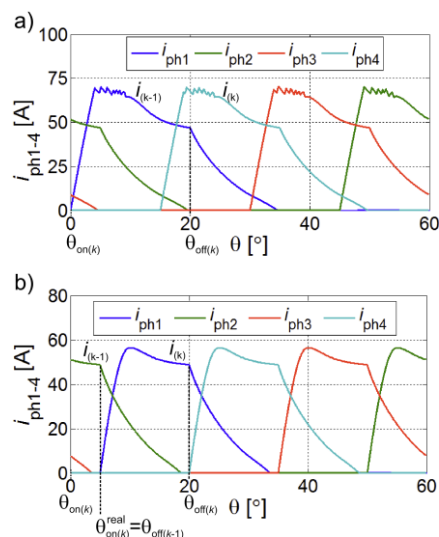 a)
i_ph1 i_ph2 i_ph3 i_ph4
i_ph1-4 [A]
100
75
50
25
0
i_(k-1)
i_(k)
0 20 40 60
θ_on(k) θ_off(k) θ [°]
b)
i_ph1 i_ph2 i_ph3 i_ph4
i_ph1-4 [A]
80
60
40
20
0
i_(k-1)
i_(k)
0 20 40 60
θ_on(k) θ_off(k) θ [°]
θ^real_on(k)=θ_off(k-1)